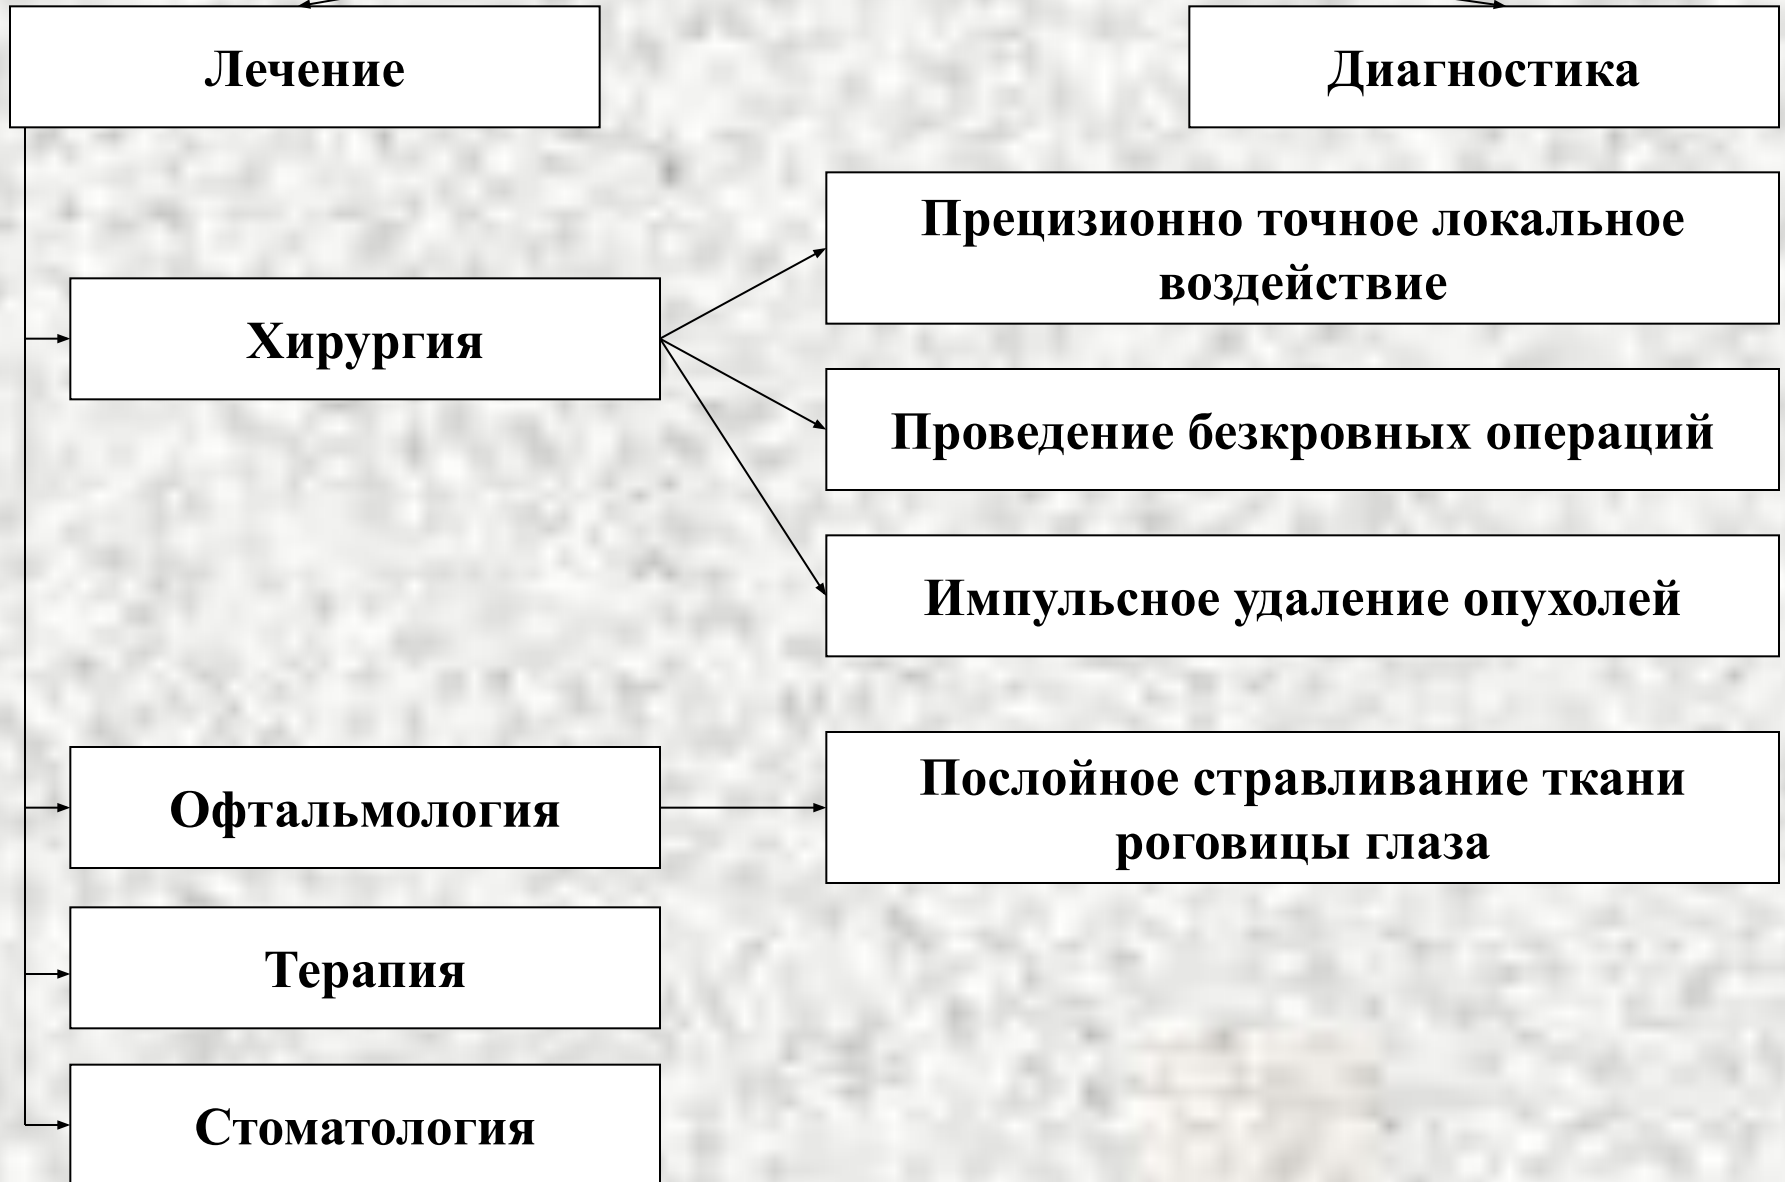 Лечение
Диагностика
Прецизионно точное локальное
воздействие
Хирургия
Проведение безкровных операций
Импульсное удаление опухолей
Послойное стравливание ткани
роговицы глаза
Офтальмология
Терапия
Стоматология